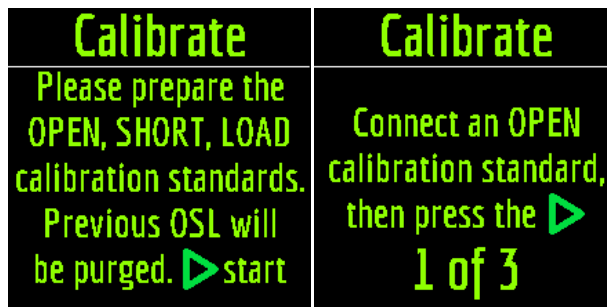 Calibrate
Please prepare the
OPEN, SHORT, LOAD
calibration standards.
Previous OSL will
be purged. ▷ start
Calibrate
Connect an OPEN
calibration standard,
then press the ▷
1 of 3